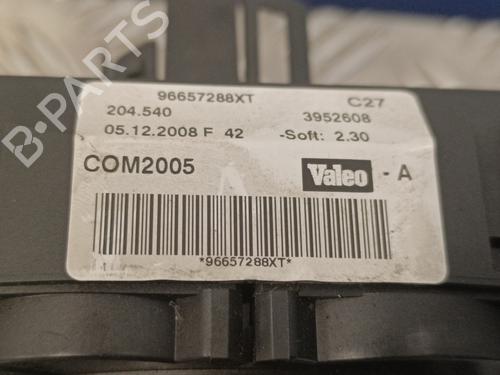 B-PARTS
96657288XT C27
204.540 3952608
05.12.2008 F 42 -Soft: 2.30
COM2005 Valeo -A
*96657288XT*